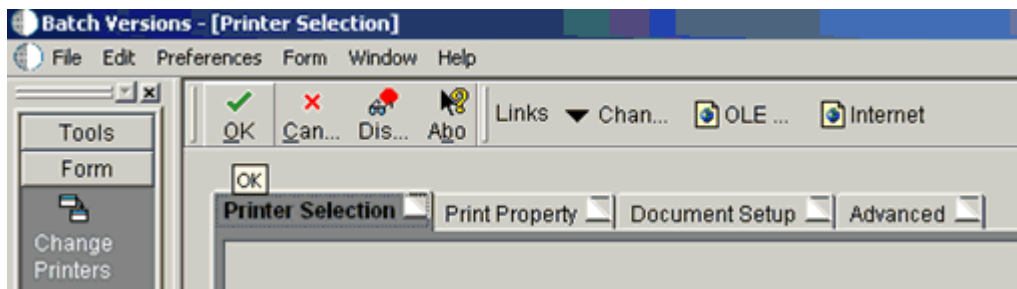 Batch Versions - [Printer Selection]
File Edit Preferences Form Window Help
Tools
Form
Change
Printers
OK Can... Dis... Abo Links Chan... OLE ... Internet
OK
Printer Selection Print Property Document Setup Advanced